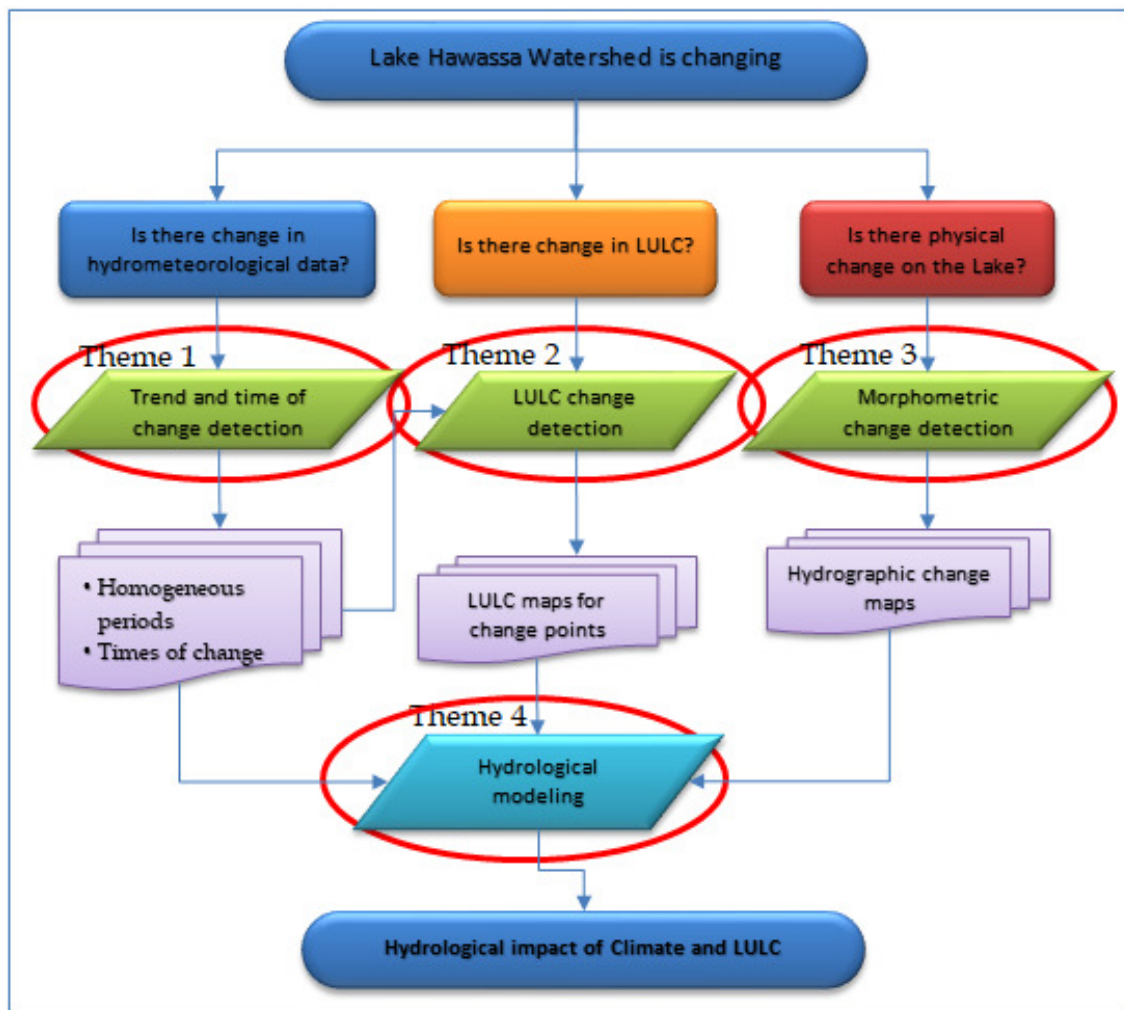 Lake Hawassa Watershed is changing
Is there change in
hydrometeorological data?
Is there change in LULC?
Is there physical
change on the Lake?
Theme 1
Trend and time of
change detection
Theme 2
LULC change
detection
Theme 3
Morphometric
change detection
• Homogeneous
periods
• Times of change
LULC maps for
change points
Hydrographic change
maps
Theme 4
Hydrological
modeling
Hydrological impact of Climate and LULC